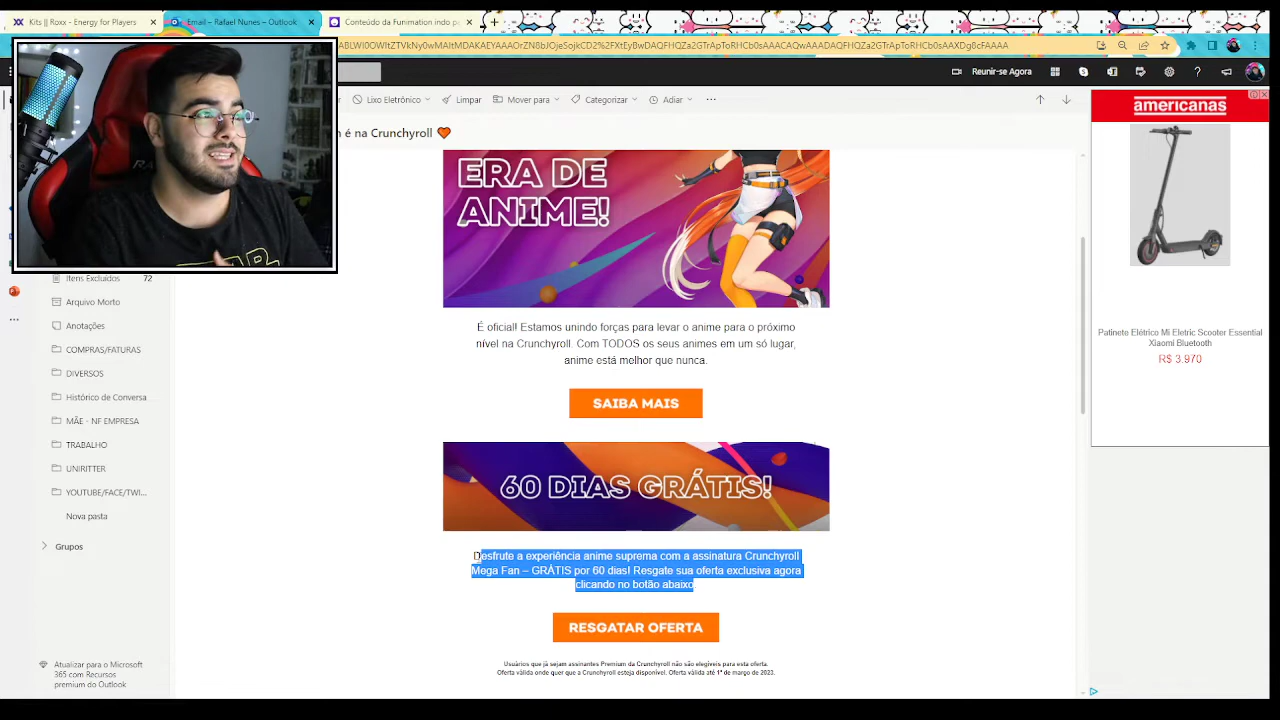 Kits || Roxx - Energy for Players
Email – Rafael Nunes – Outlook
Conteúdo da Funimation indo p
Reunir-se Agora
Lixo Eletrônico
Limpar
Mover para
Categorizar
Adiar
é na Crunchyroll
ERA DE
ANIME!
É oficial! Estamos unindo forças para levar o anime para o próximo
nível na Crunchyroll. Com TODOS os seus animes em um só lugar,
anime está melhor que nunca.
SAIBA MAIS
60 DIAS GRÁTIS!
Desfrute a experiência anime suprema com a assinatura Crunchyroll
Mega Fan – GRÁTIS por 60 dias! Resgate sua oferta exclusiva agora
clicando no botão abaixo
RESGATAR OFERTA
Usuários que já sejam assinantes Premium da Crunchyroll não são elegíveis para esta oferta.
Oferta válida onde quer que a Crunchyroll esteja disponível. Oferta válida até 1º de março de 2023.
Itens Excluídos 72
Arquivo Morto
Anotações
COMPRAS/FATURAS
DIVERSOS
Histórico de Conversa
MÃE - NF EMPRESA
TRABALHO
UNIRITTER
YOUTUBE/FACE/TWI...
Nova pasta
Grupos
Atualizar para o Microsoft
365 com Recursos
premium do Outlook
americanas
Patinete Elétrico Mi Eletric Scooter Essential
Xiaomi Bluetooth
R$ 3.970